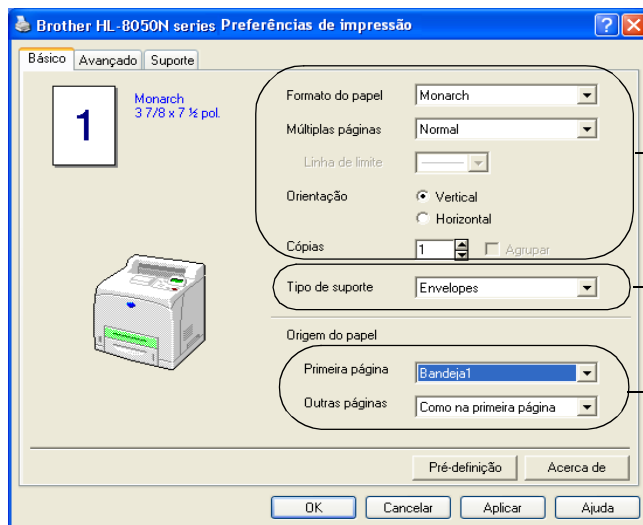 Brother HL-8050N series Preferências de impressão
Básico Avançado Suporte
1
Monarch
3 7/8 x 7 ½ pol.
Formato do papel Monarch
Múltiplas páginas Normal
Linha de limite
Orientação Vertical
Horizontal
Cópias 1 Agrupar
Tipo de suporte Envelopes
Origem do papel
Primeira página Bandeja1
Outras páginas Como na primeira página
Pré-definição Acerca de
OK Cancelar Aplicar Ajuda